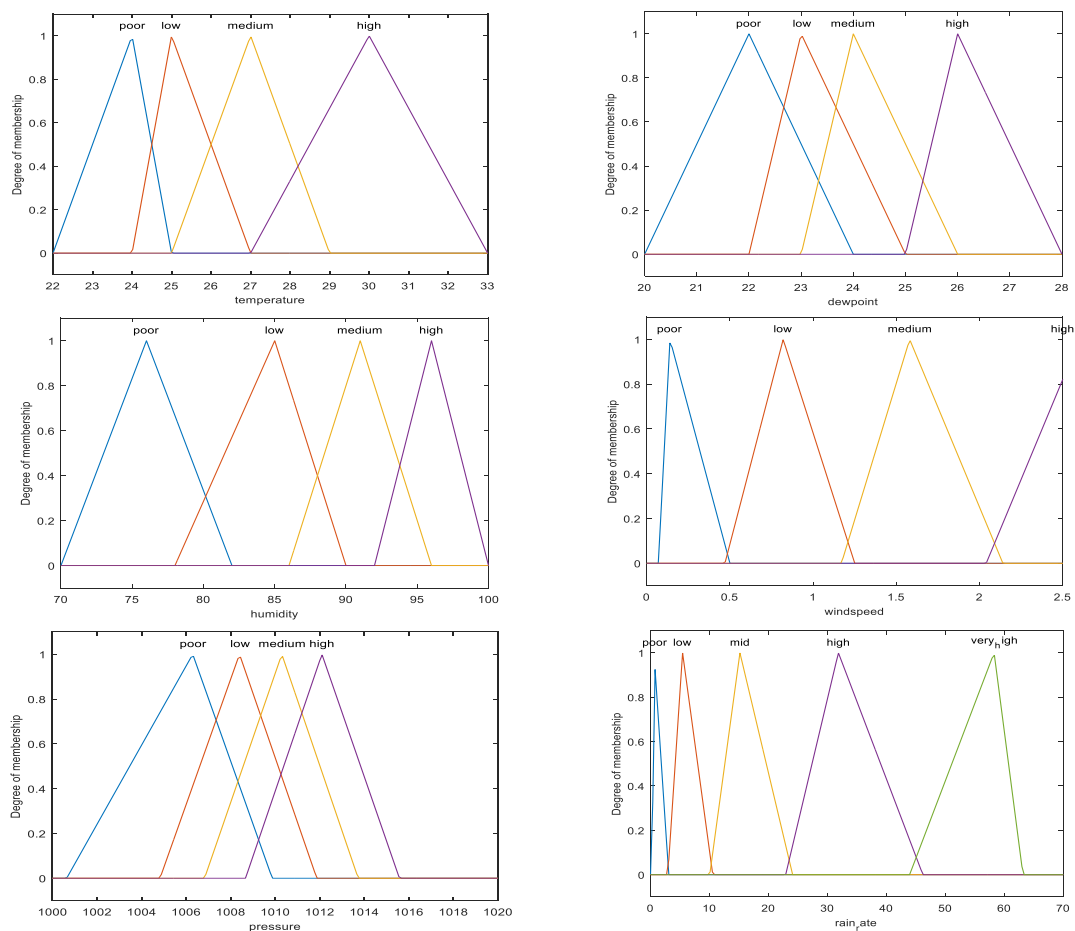 poor low medium high
1
0.8
0.6
0.4
0.2
0
Degree of membership
22 23 24 25 26 27 28 29 30 31 32 33
temperature
poor low medium high
1
0.8
0.6
0.4
0.2
0
Degree of membership
20 21 22 23 24 25 26 27 28
dewpoint
poor low medium high
1
0.8
0.6
0.4
0.2
0
Degree of membership
70 75 80 85 90 95 100
humidity
poor low medium high
1
0.8
0.6
0.4
0.2
0
Degree of membership
0 0.5 1 1.5 2 2.5
windspeed
poor low medium high
1
0.8
0.6
0.4
0.2
0
Degree of membership
1000 1002 1004 1006 1008 1010 1012 1014 1016 1018 1020
pressure
poor low mid high very_high
1
0.8
0.6
0.4
0.2
0
Degree of membership
0 10 20 30 40 50 60 70
rain_rate